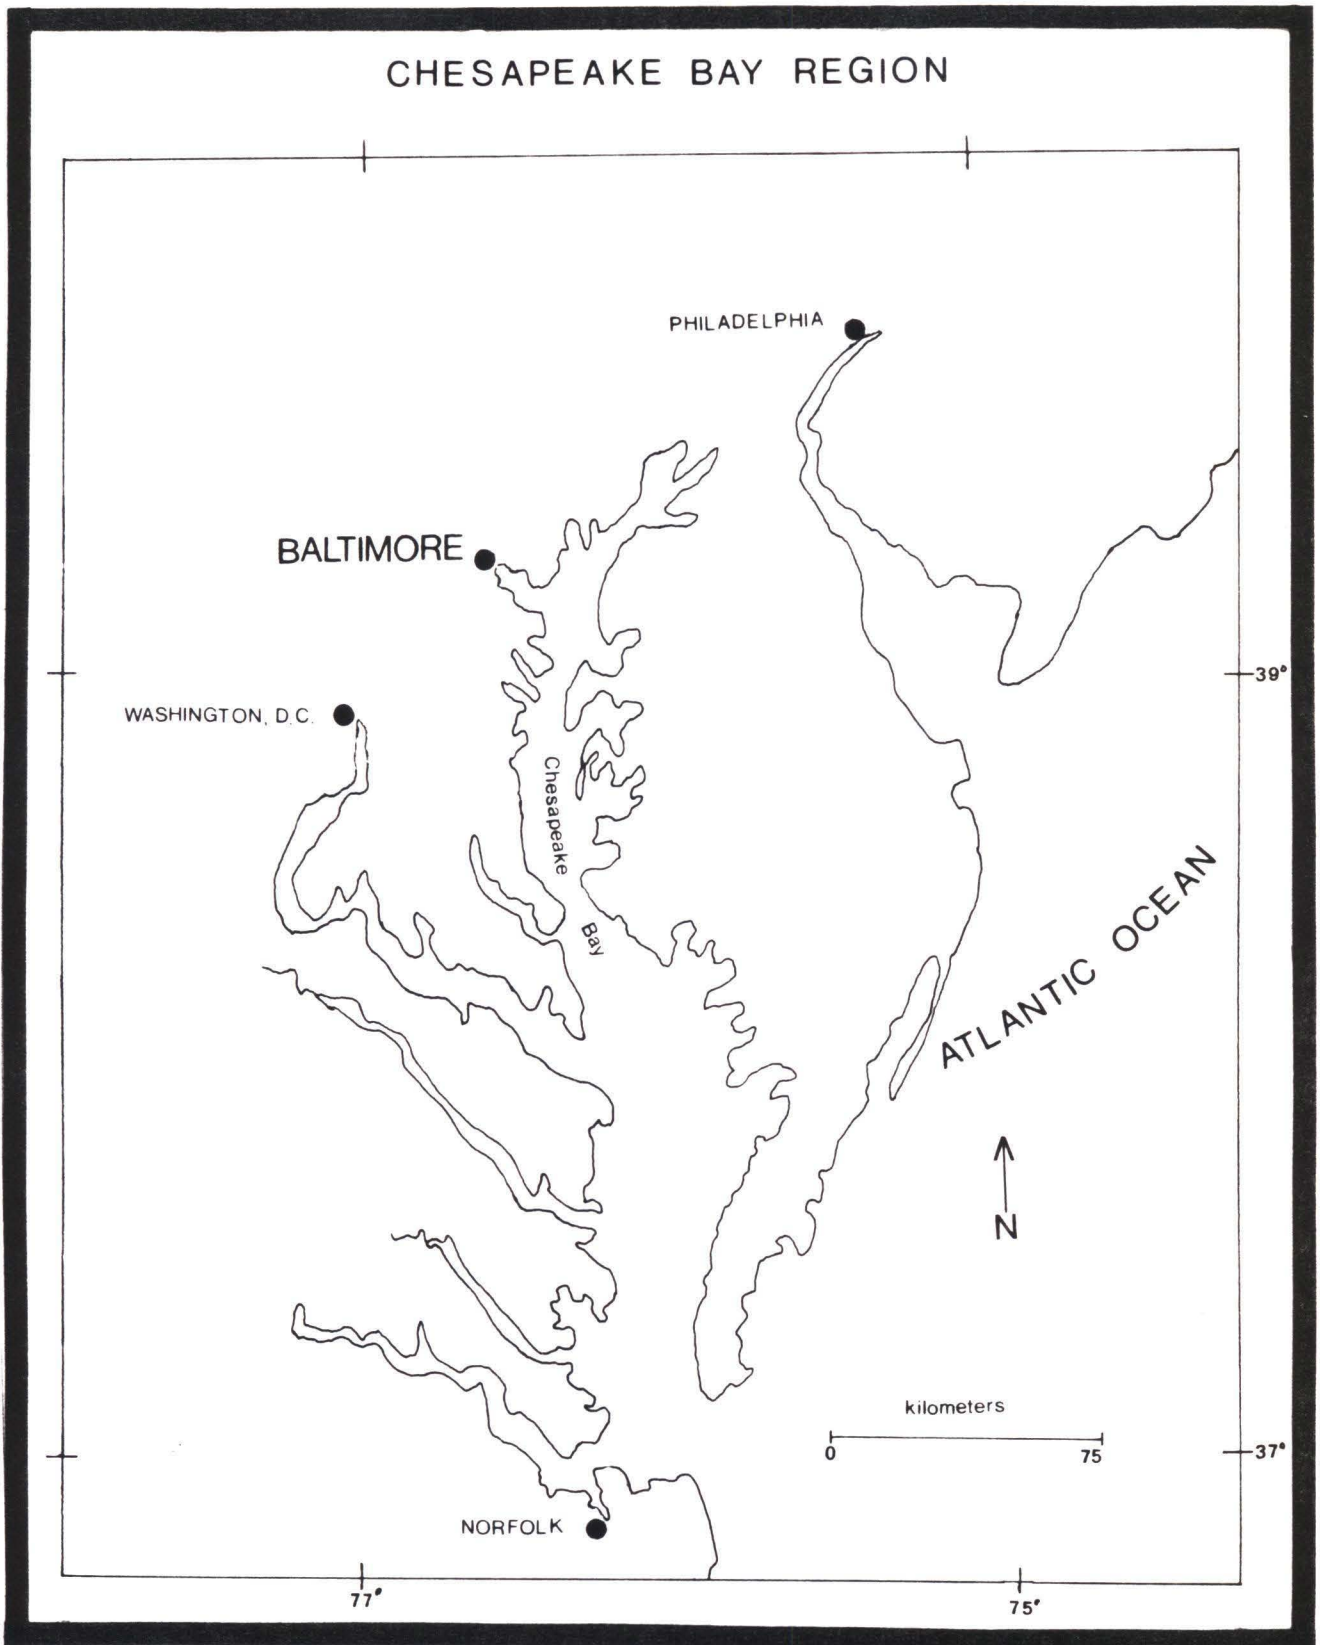 CHESAPEAKE BAY REGION
PHILADELPHIA
BALTIMORE
39°
WASHINGTON, D.C.
Chesapeake
Bay
ATLANTIC OCEAN
N
kilometers
0 75
37°
NORFOLK
77° 75°